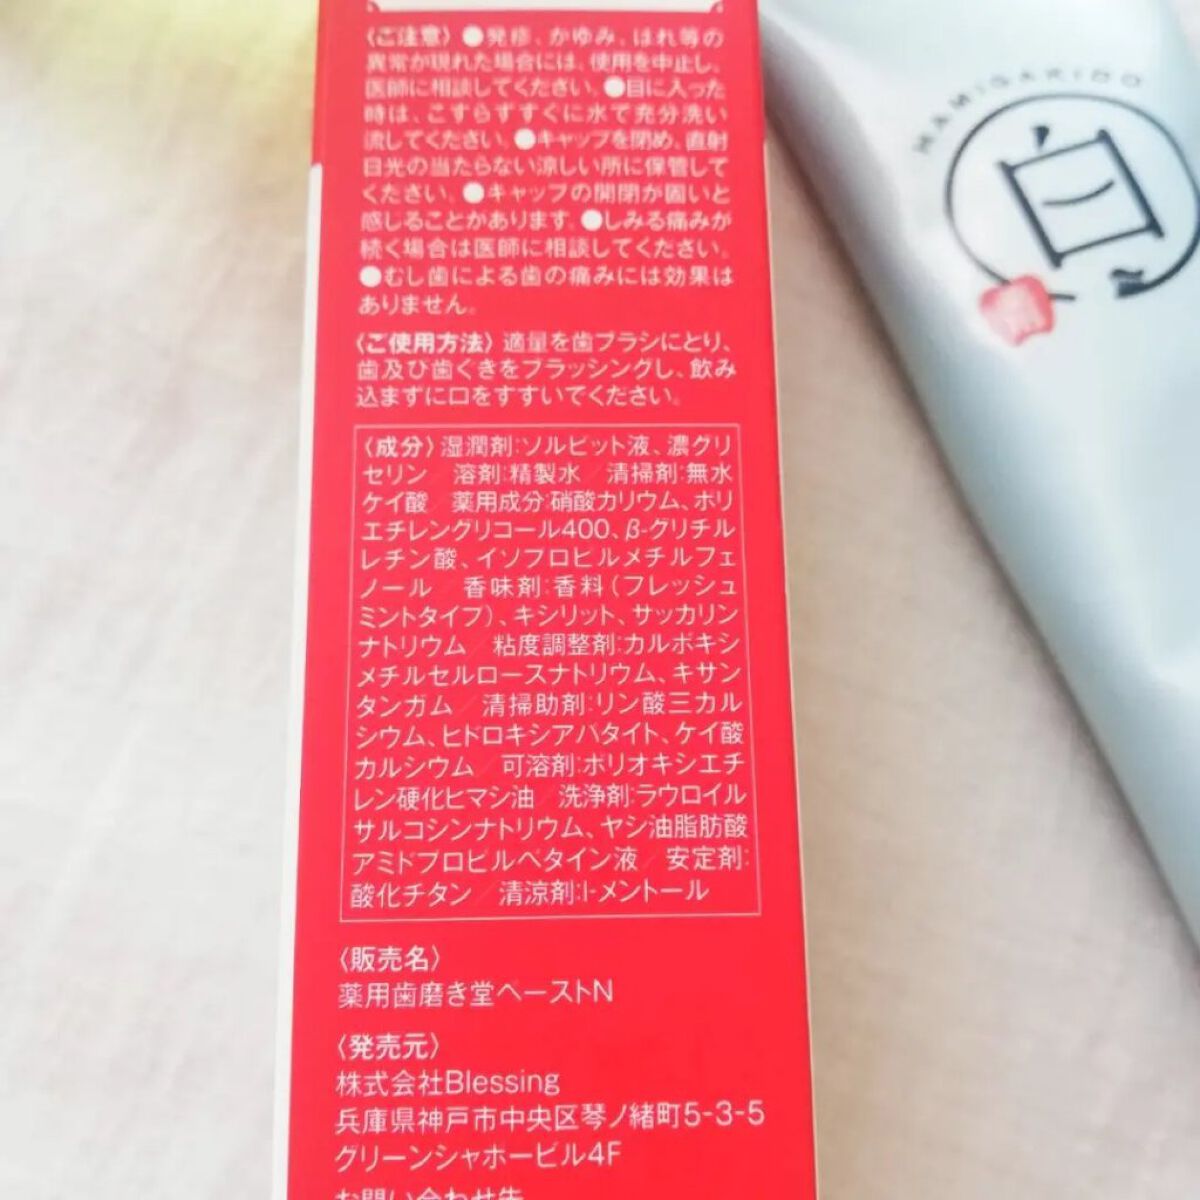 〈ご注意〉●発疹、かゆみ、はれ等の
異常が現れた場合には、使用を中止し、
医師に相談してください。●目に入った
時は、こすらずすぐに水で充分洗い
流してください。●キャップを閉め、直射
日光の当たらない涼しい所に保管して
ください。●キャップの開閉が固いと
感じることがあります。●しみる痛みが
続く場合は医師に相談してください。
●むし歯による歯の痛みには効果は
ありません。
〈ご使用方法〉適量を歯ブラシにとり、
歯及び歯ぐきをブラッシングし、飲み
込まずに口をすすいでください。
〈成分〉湿潤剤:ソルビット液、濃グリ
セリン／溶剤:精製水／清掃剤:無水
ケイ酸／薬用成分:硝酸カリウム、ポリ
エチレングリコール400、β-グリチル
レチン酸、イソプロピルメチルフェ
ノール／香味剤:香料(フレッシュ
ミントタイプ)、キシリット、サッカリン
ナトリウム／粘度調整剤:カルボキシ
メチルセルロースナトリウム、キサン
タンガム／清掃助剤:リン酸三カル
シウム、ヒドロキシアパタイト、ケイ酸
カルシウム／可溶剤:ポリオキシエチ
レン硬化ヒマシ油／洗浄剤:ラウロイル
サルコシンナトリウム、ヤシ油脂肪酸
アミドプロピルベタイン液／安定剤:
酸化チタン／清涼剤:l-メントール
〈販売名〉
薬用歯磨き堂ペーストN
〈発売元〉
株式会社Blessing
兵庫県神戸市中央区琴ノ緒町5-3-5
グリーンシャポービル4F
お問い合わせ先
HAMIGAKIDO
白